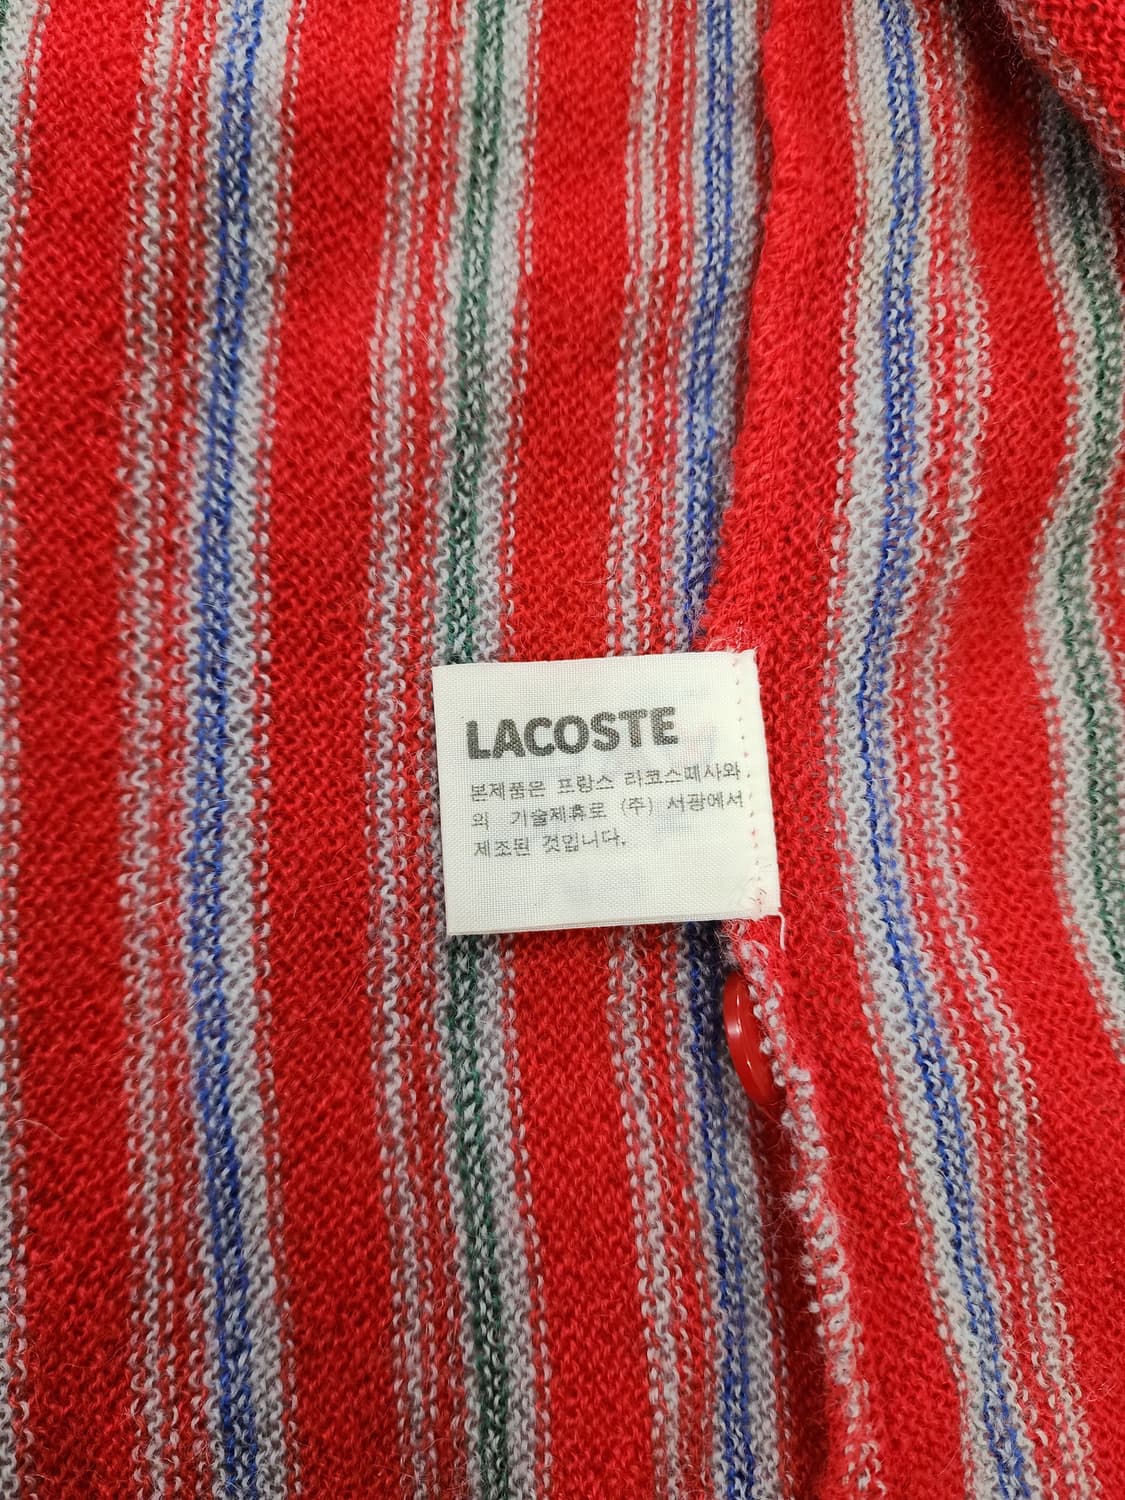 LACOSTE
본제품은 프랑스 라코스떼사와
의 기술제휴로 (주) 서광에서
제조된 것입니다.